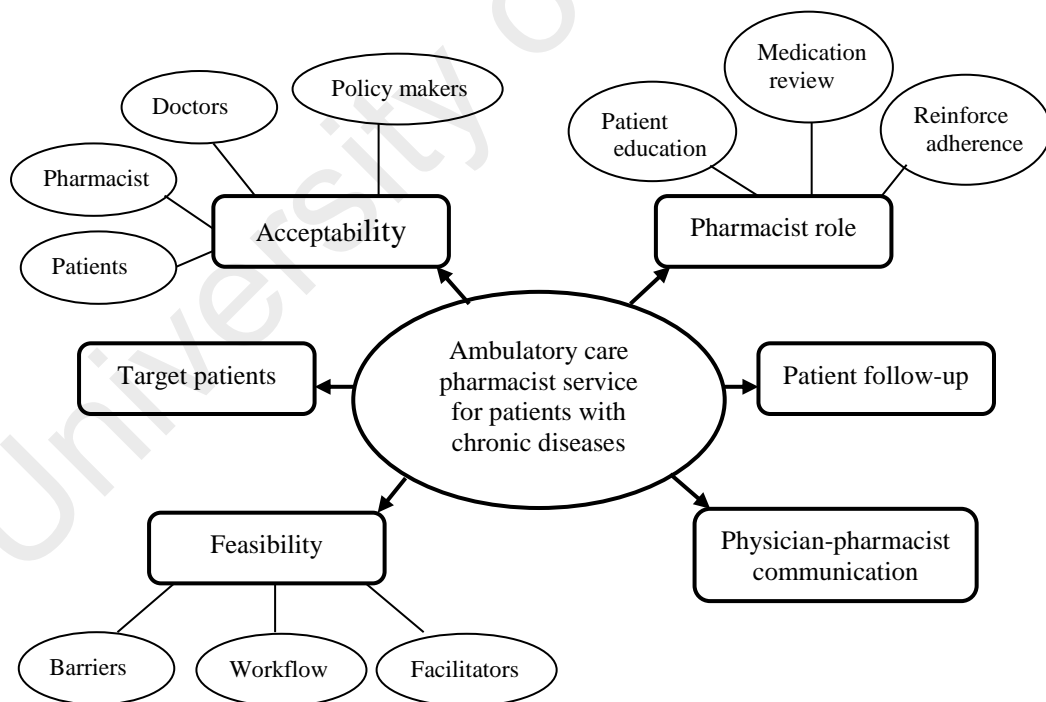 Policy makers
Doctors
Pharmacist
Patients
Acceptability
Medication
review
Patient
education
Reinforce
adherence
Pharmacist role
Target patients
Ambulatory care
pharmacist service
for patients with
chronic diseases
Patient follow-up
Feasibility
Physician-pharmacist
communication
Barriers
Workflow
Facilitators
University o